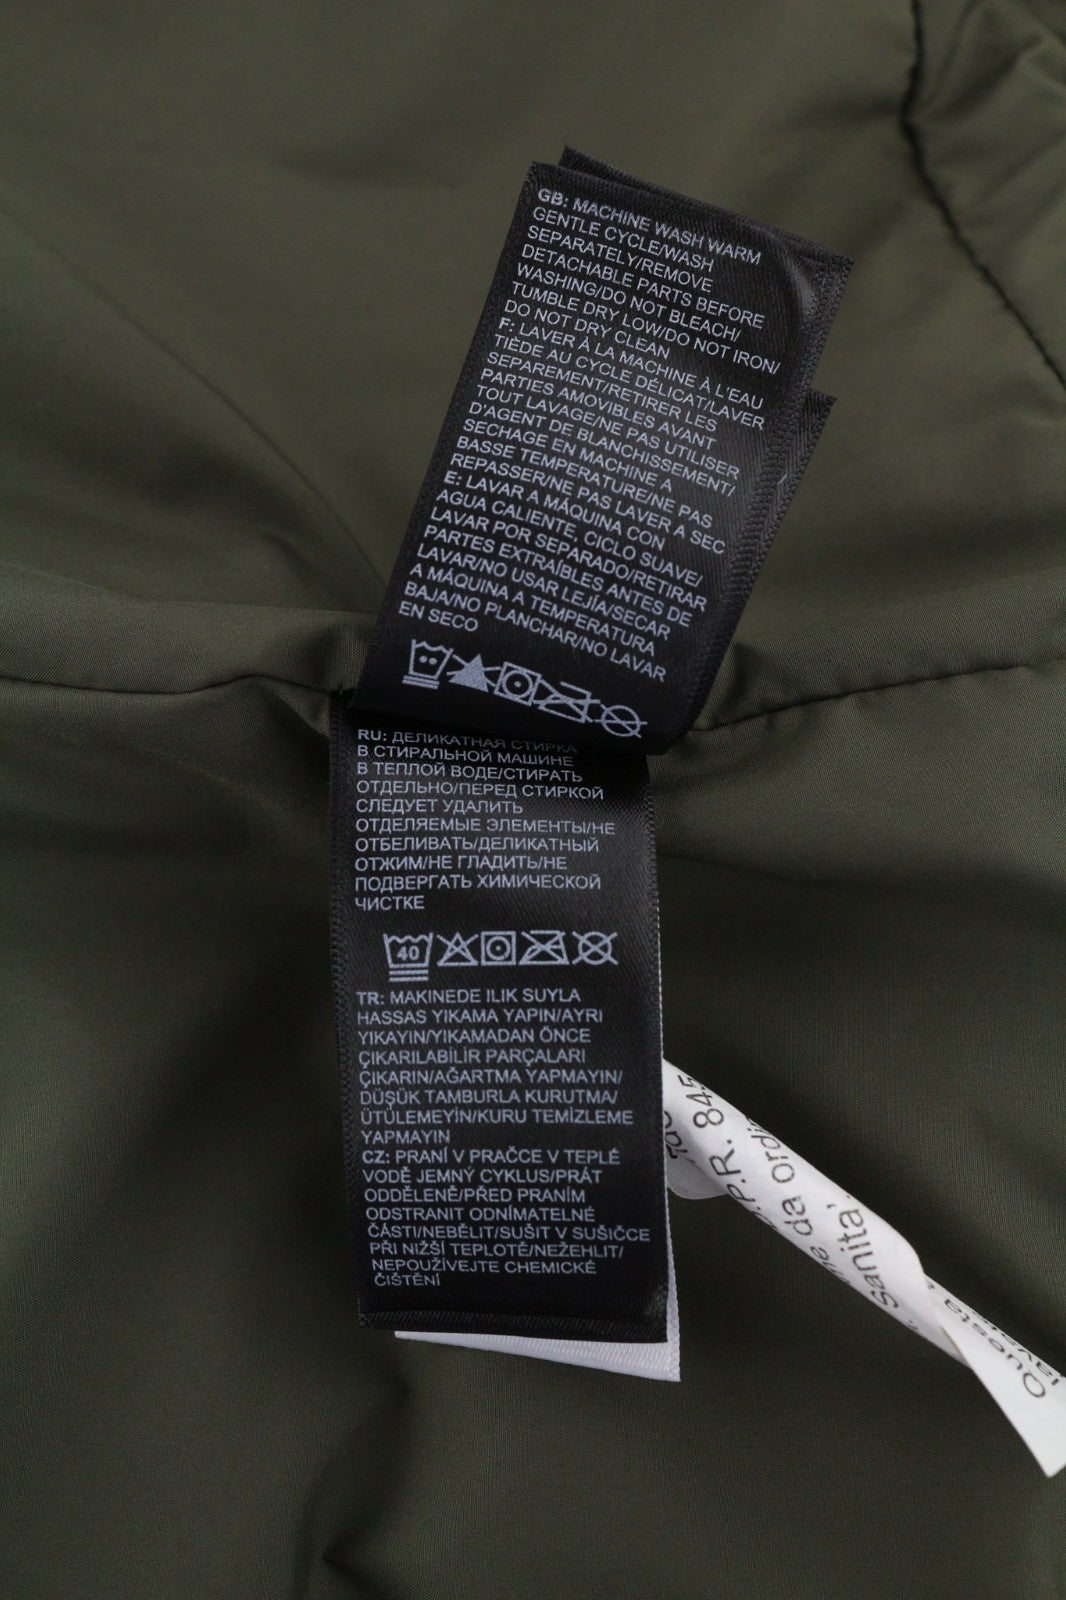 GB: MACHINE WASH WARM
GENTLE CYCLE/WASH
SEPARATELY/REMOVE
DETACHABLE PARTS BEFORE
WASHING/DO NOT BLEACH/
TUMBLE DRY LOW/DO NOT IRON/
DO NOT DRY CLEAN
F: LAVER À LA MACHINE À L'EAU
TIÈDE AU CYCLE DÉLICAT/LAVER
SEPAREMENT/RETIRER LES
PARTIES AMOVIBLES AVANT
TOUT LAVAGE/NE PAS UTILISER
D'AGENT DE BLANCHISSEMENT/
SECHAGE EN MACHINE A
BASSE TEMPERATURE/NE PAS
REPASSER/NE PAS LAVER A SEC
E: LAVAR A MÁQUINA CON
AGUA CALIENTE, CICLO SUAVE/
LAVAR POR SEPARADO/RETIRAR
PARTES EXTRAÍBLES ANTES DE
LAVAR/NO USAR LEJÍA/SECAR
A MÁQUINA A TEMPERATURA
BAJA/NO PLANCHAR/NO LAVAR
EN SECO
RU: ДЕЛИКАТНАЯ СТИРКА
В СТИРАЛЬНОЙ МАШИНЕ
В ТЕПЛОЙ ВОДЕ/СТИРАТЬ
ОТДЕЛЬНО/ПЕРЕД СТИРКОЙ
СЛЕДУЕТ УДАЛИТЬ
ОТДЕЛЯЕМЫЕ ЭЛЕМЕНТЫ/НЕ
ОТБЕЛИВАТЬ/ДЕЛИКАТНЫЙ
ОТЖИМ/НЕ ГЛАДИТЬ/НЕ
ПОДВЕРГАТЬ ХИМИЧЕСКОЙ
ЧИСТКЕ
40
TR: MAKINEDE ILIK SUYLA
HASSAS YIKAMA YAPIN/AYRI
YIKAYIN/YIKAMADAN ÖNCE
ÇIKARILABİLİR PARÇALARI
ÇIKARIN/AĞARTMA YAPMAYIN/
DÜŞÜK TAMBURLA KURUTMA/
ÜTÜLEMEYİN/KURU TEMİZLEME
YAPMAYIN
CZ: PRANÍ V PRAČCE V TEPLÉ
VODĚ JEMNÝ CYKLUS/PRÁT
ODDĚLENĚ/PŘED PRANÍM
ODSTRANIT ODNÍMATELNÉ
ČÁSTI/NEBĚLIT/SUŠIT V SUŠIČCE
PŘI NIŽŠÍ TEPLOTĚ/NEŽEHLIT/
NEPOUŽÍVEJTE CHEMICKÉ
ČIŠTĚNÍ
P.R. 845
da
Sanita'.
Questo